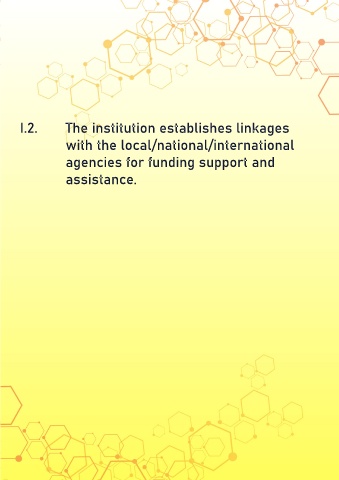 I.2. The institution establishes linkages
with the local/national/international
agencies for funding support and
assistance.